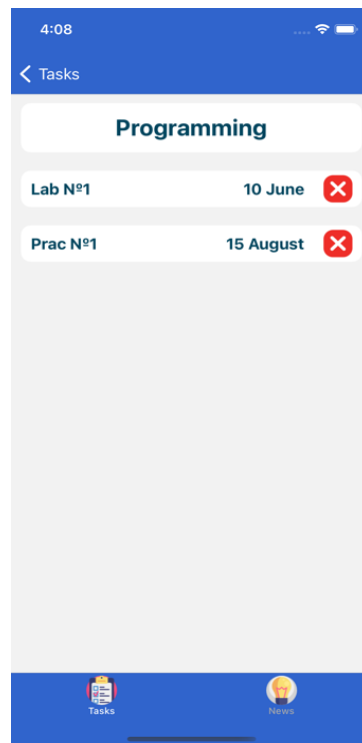 4:08
Tasks
Programming
Lab Nº1 10 June
Prac Nº1 15 August
Tasks News